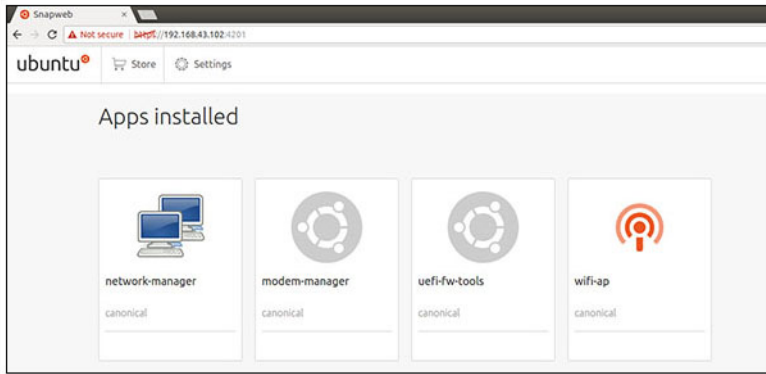 Snapweb
Not secure | https://192.168.43.102:4201
ubuntu Store Settings
Apps installed
network-manager modem-manager uefi-fw-tools wifi-ap
canonical canonical canonical canonical